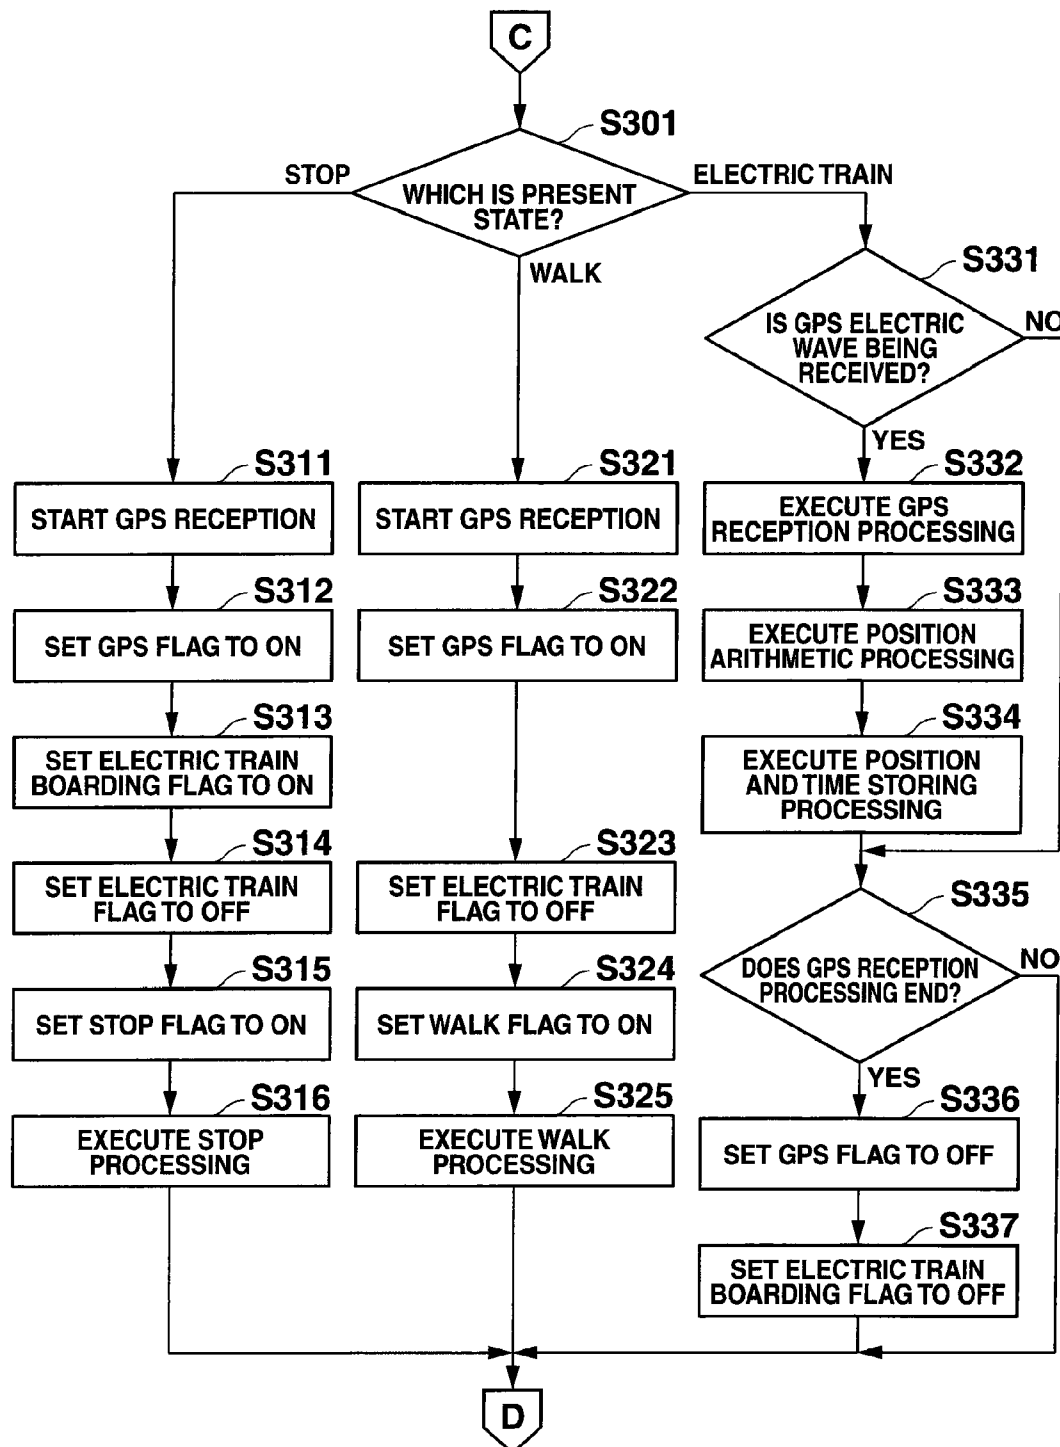 C
S301
STOP
ELECTRIC TRAIN
WHICH IS PRESENT
STATE?
WALK
S331
IS GPS ELECTRIC
WAVE BEING
RECEIVED?
NO
YES
S311
START GPS RECEPTION
S312
SET GPS FLAG TO ON
S313
SET ELECTRIC TRAIN
BOARDING FLAG TO ON
S314
SET ELECTRIC TRAIN
FLAG TO OFF
S315
SET STOP FLAG TO ON
S316
EXECUTE STOP
PROCESSING
S321
START GPS RECEPTION
S322
SET GPS FLAG TO ON
S323
SET ELECTRIC TRAIN
FLAG TO OFF
S324
SET WALK FLAG TO ON
S325
EXECUTE WALK
PROCESSING
S332
EXECUTE GPS
RECEPTION PROCESSING
S333
EXECUTE POSITION
ARITHMETIC PROCESSING
S334
EXECUTE POSITION
AND TIME STORING
PROCESSING
S335
DOES GPS RECEPTION
PROCESSING END?
NO
YES
S336
SET GPS FLAG TO OFF
S337
SET ELECTRIC TRAIN
BOARDING FLAG TO OFF
D